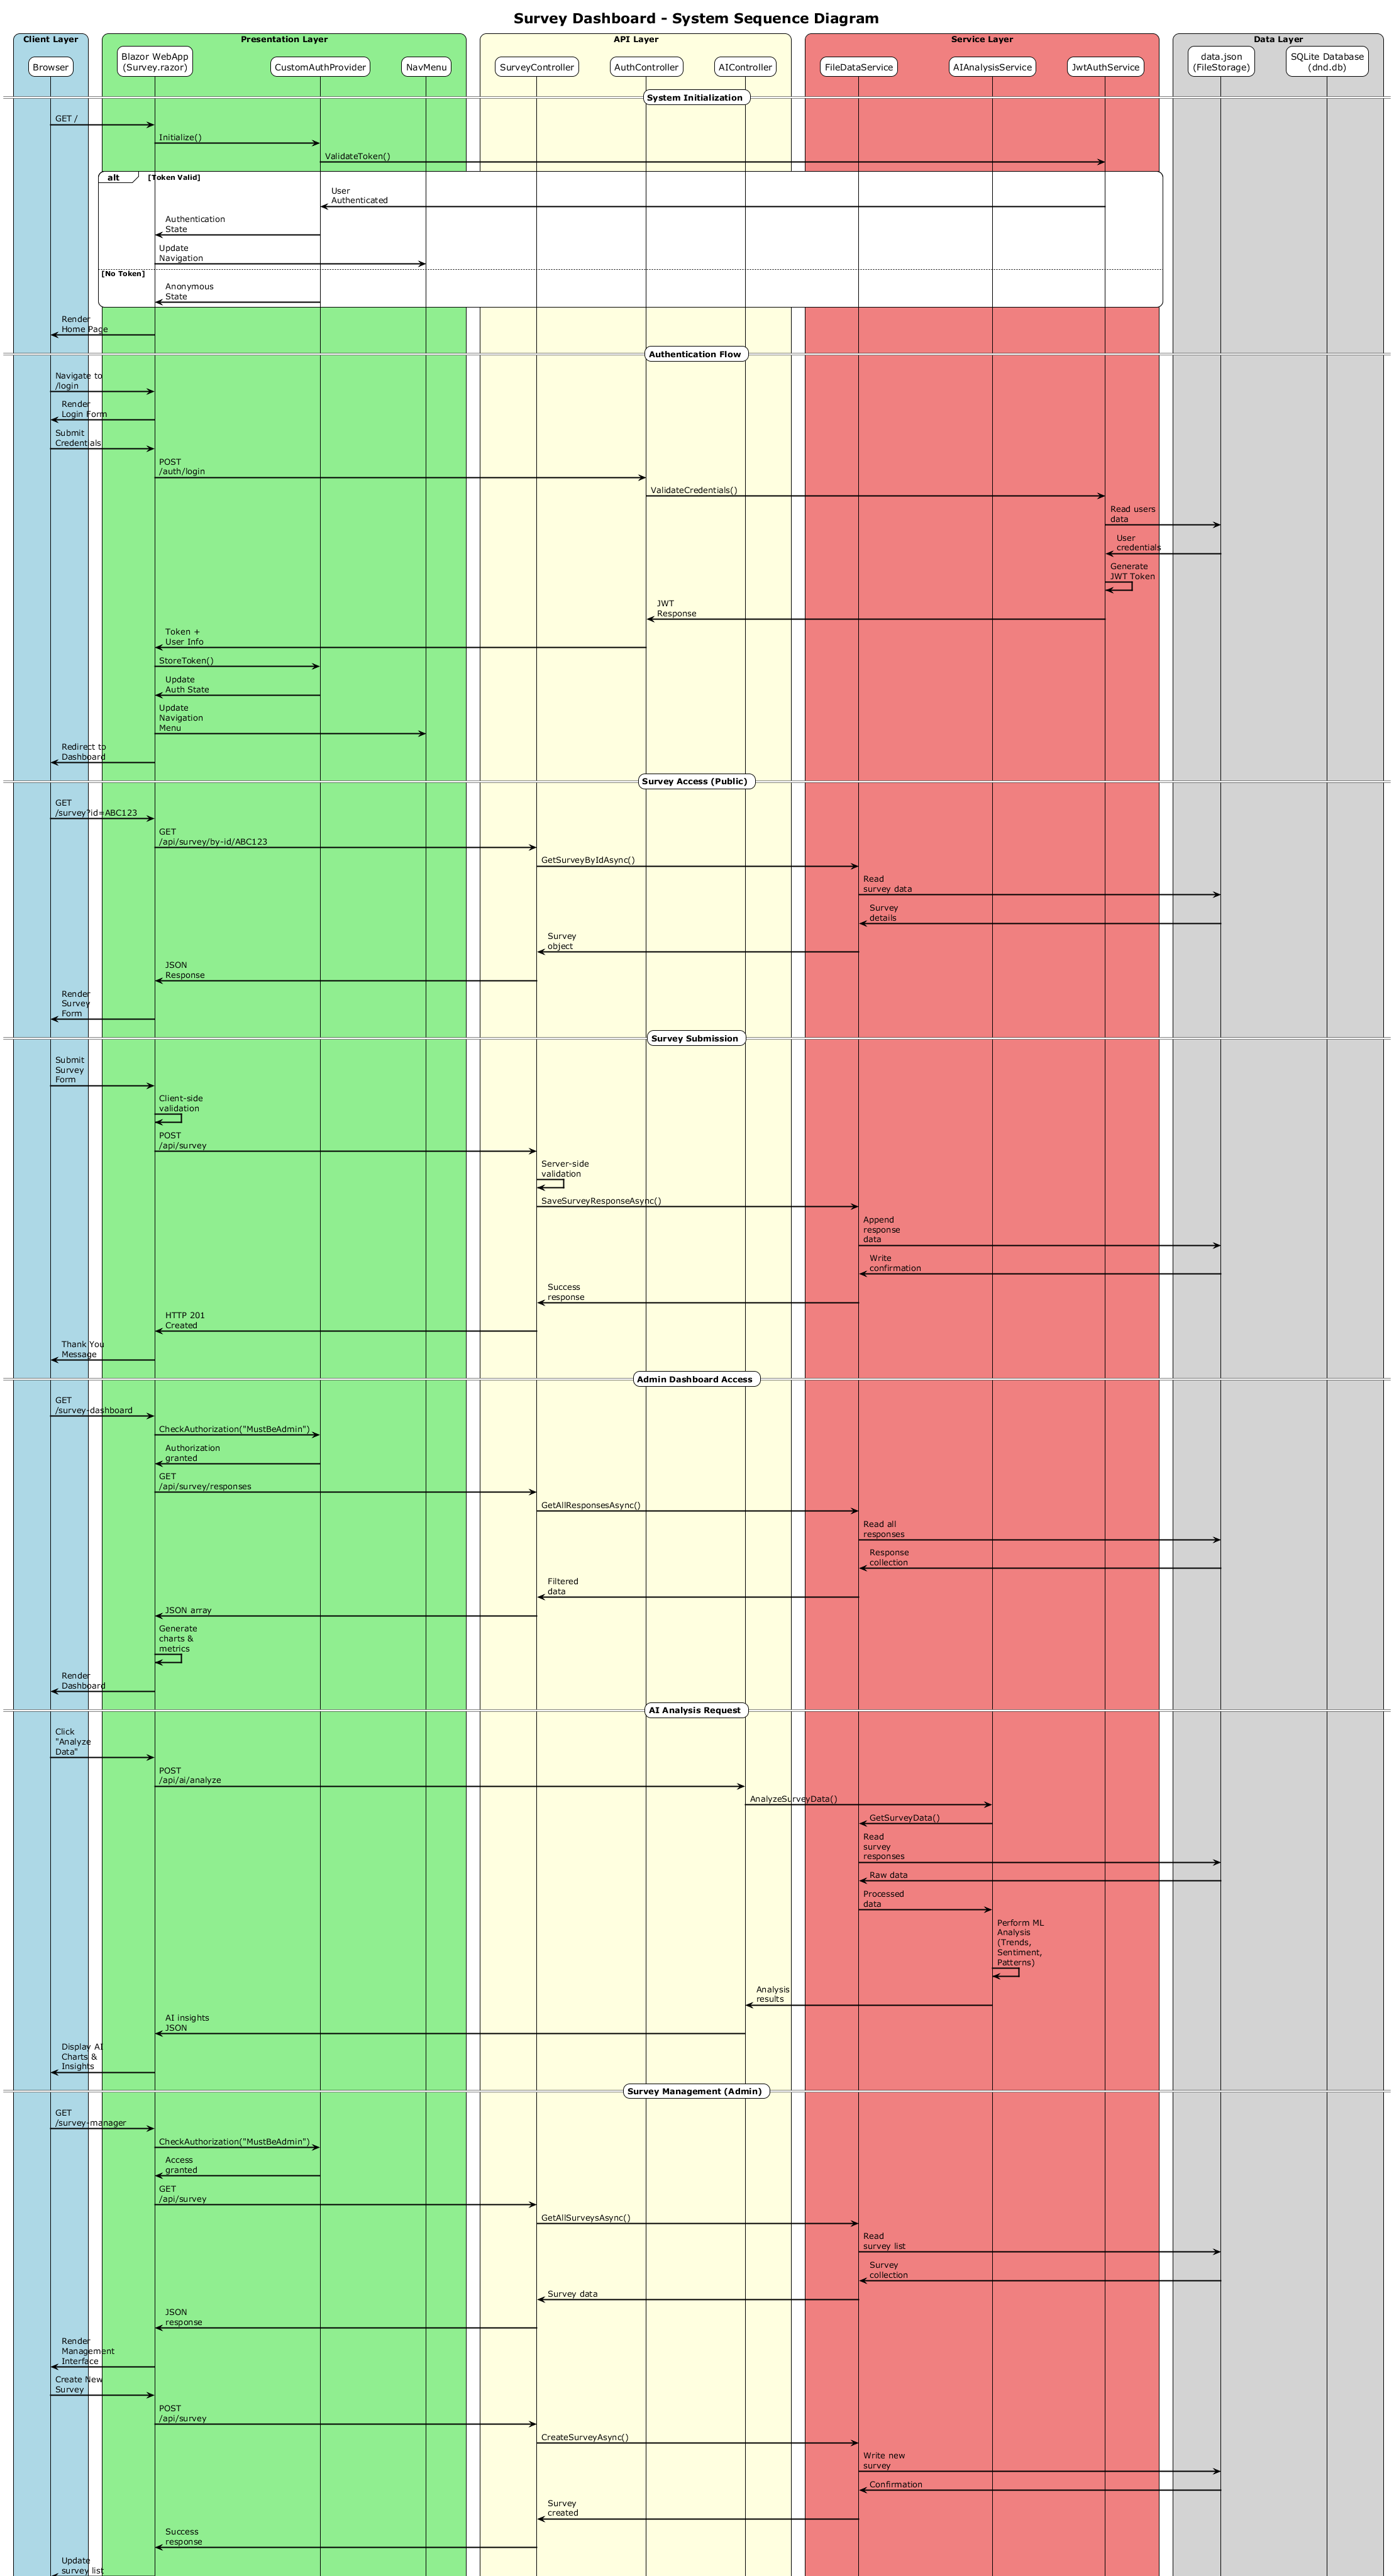 Survey Dashboard - System Sequence Diagram
Client Layer
Presentation Layer
API Layer
Service Layer
Data Layer
Browser
Blazor WebApp
(Survey.razor)
CustomAuthProvider
NavMenu
SurveyController
AuthController
AIController
FileDataService
AIAnalysisService
JwtAuthService
data.json
(FileStorage)
SQLite Database
(dnd.db)
System Initialization
GET /
Initialize()
ValidateToken()
alt
[Token Valid]
User
Authenticated
Authentication
State
Update
Navigation
[No Token]
Anonymous
State
Render
Home Page
Authentication Flow
Navigate to
/login
Render
Login Form
Submit
Credentials
POST
/auth/login
ValidateCredentials()
Read users
data
User
credentials
Generate
JWT Token
JWT
Response
Token +
User Info
StoreToken()
Update
Auth State
Update
Navigation
Menu
Redirect to
Dashboard
Survey Access (Public)
GET
/survey?id=ABC123
GET
/api/survey/by-id/ABC123
GetSurveyByIdAsync()
Read
survey data
Survey
details
Survey
object
JSON
Response
Render
Survey
Form
Survey Submission
Submit
Survey
Form
Client-side
validation
POST
/api/survey
Server-side
validation
SaveSurveyResponseAsync()
Append
response
data
Write
confirmation
Success
response
HTTP 201
Created
Thank You
Message
Admin Dashboard Access
GET
/survey-dashboard
CheckAuthorization("MustBeAdmin")
Authorization
granted
GET
/api/survey/responses
GetAllResponsesAsync()
Read all
responses
Response
collection
Filtered
data
JSON array
Generate
charts &
metrics
Render
Dashboard
AI Analysis Request
Click
"Analyze
Data"
POST
/api/ai/analyze
AnalyzeSurveyData()
GetSurveyData()
Read
survey
responses
Raw data
Processed
data
Perform ML
Analysis
(Trends,
Sentiment,
Patterns)
Analysis
results
AI insights
JSON
Display AI
Charts &
Insights
Survey Management (Admin)
GET
/survey-manager
CheckAuthorization("MustBeAdmin")
Access
granted
GET
/api/survey
GetAllSurveysAsync()
Read
survey list
Survey
collection
Survey data
JSON
response
Render
Management
Interface
Create New
Survey
POST
/api/survey
CreateSurveyAsync()
Write new
survey
Confirmation
Survey
created
Success
response
Update
survey list